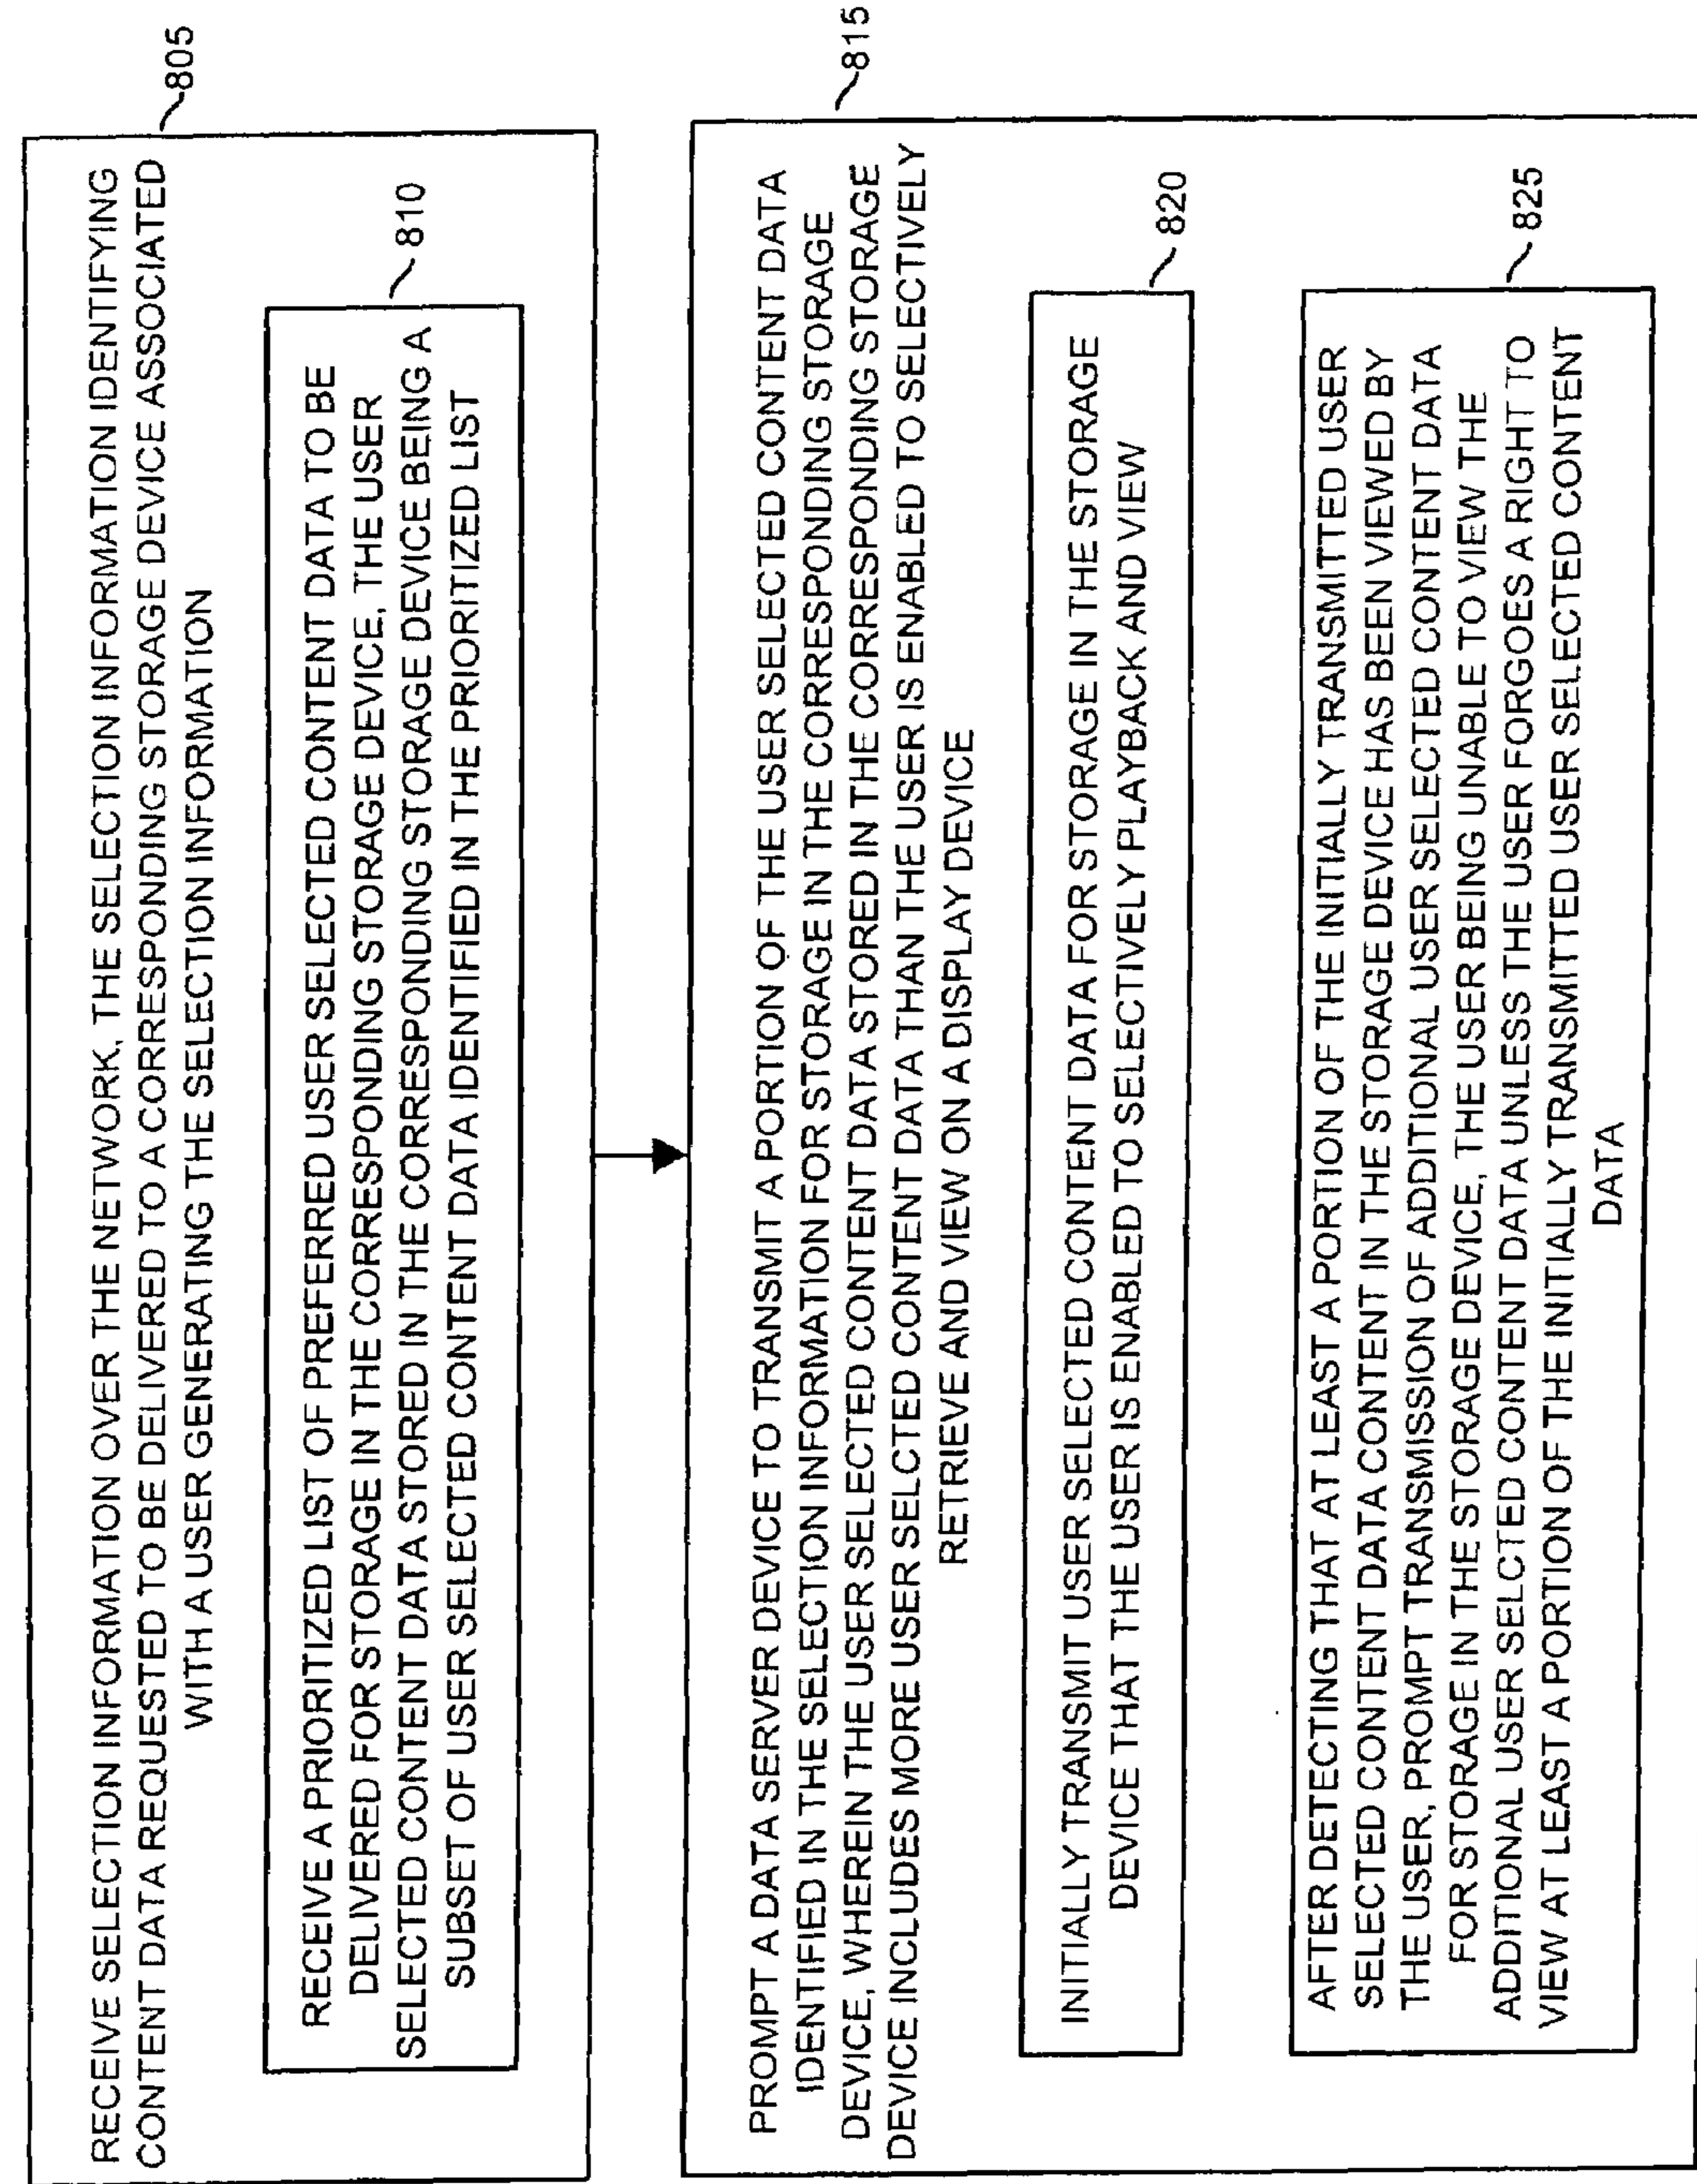 RECEIVE SELECTION INFORMATION OVER THE NETWORK, THE SELECTION INFORMATION IDENTIFYING
CONTENT DATA REQUESTED TO BE DELIVERED TO A CORRESPONDING STORAGE DEVICE ASSOCIATED
WITH A USER GENERATING THE SELECTION INFORMATION
805
RECEIVE A PRIORITIZED LIST OF PREFERRED USER SELECTED CONTENT DATA TO BE
DELIVERED FOR STORAGE IN THE CORRESPONDING STORAGE DEVICE, THE USER
SELECTED CONTENT DATA STORED IN THE CORRESPONDING STORAGE DEVICE BEING A
SUBSET OF USER SELECTED CONTENT DATA IDENTIFIED IN THE PRIORITIZED LIST
810
PROMPT A DATA SERVER DEVICE TO TRANSMIT A PORTION OF THE USER SELECTED CONTENT DATA
IDENTIFIED IN THE SELECTION INFORMATION FOR STORAGE IN THE CORRESPONDING STORAGE
DEVICE, WHEREIN THE USER SELECTED CONTENT DATA STORED IN THE CORRESPONDING STORAGE
DEVICE INCLUDES MORE USER SELCTED CONTENT DATA THAN THE USER IS ENABLED TO SELECTIVELY
RETRIEVE AND VIEW ON A DISPLAY DEVICE
815
INITIALLY TRANSMIT USER SELECTED CONTENT DATA FOR STORAGE IN THE STORAGE
DEVICE THAT THE USER IS ENABLED TO SELECTIVELY PLAYBACK AND VIEW
820
AFTER DETECTING THAT AT LEAST A PORTION OF THE INITIALLY TRANSMITTED USER
SELECTED CONTENT DATA CONTENT IN THE STORAGE DEVICE HAS BEEN VIEWED BY
THE USER, PROMPT TRANSMISSION OF ADDITIONAL USER SELECTED CONTENT DATA
FOR STORAGE IN THE STORAGE DEVICE, THE USER BEING UNABLE TO VIEW THE
ADDITIONAL USER SELCTED CONTENT DATA UNLESS THE USER FORGOES A RIGHT TO
VIEW AT LEAST A PORTION OF THE INITIALLY TRANSMITTED USER SELECTED CONTENT
DATA
825